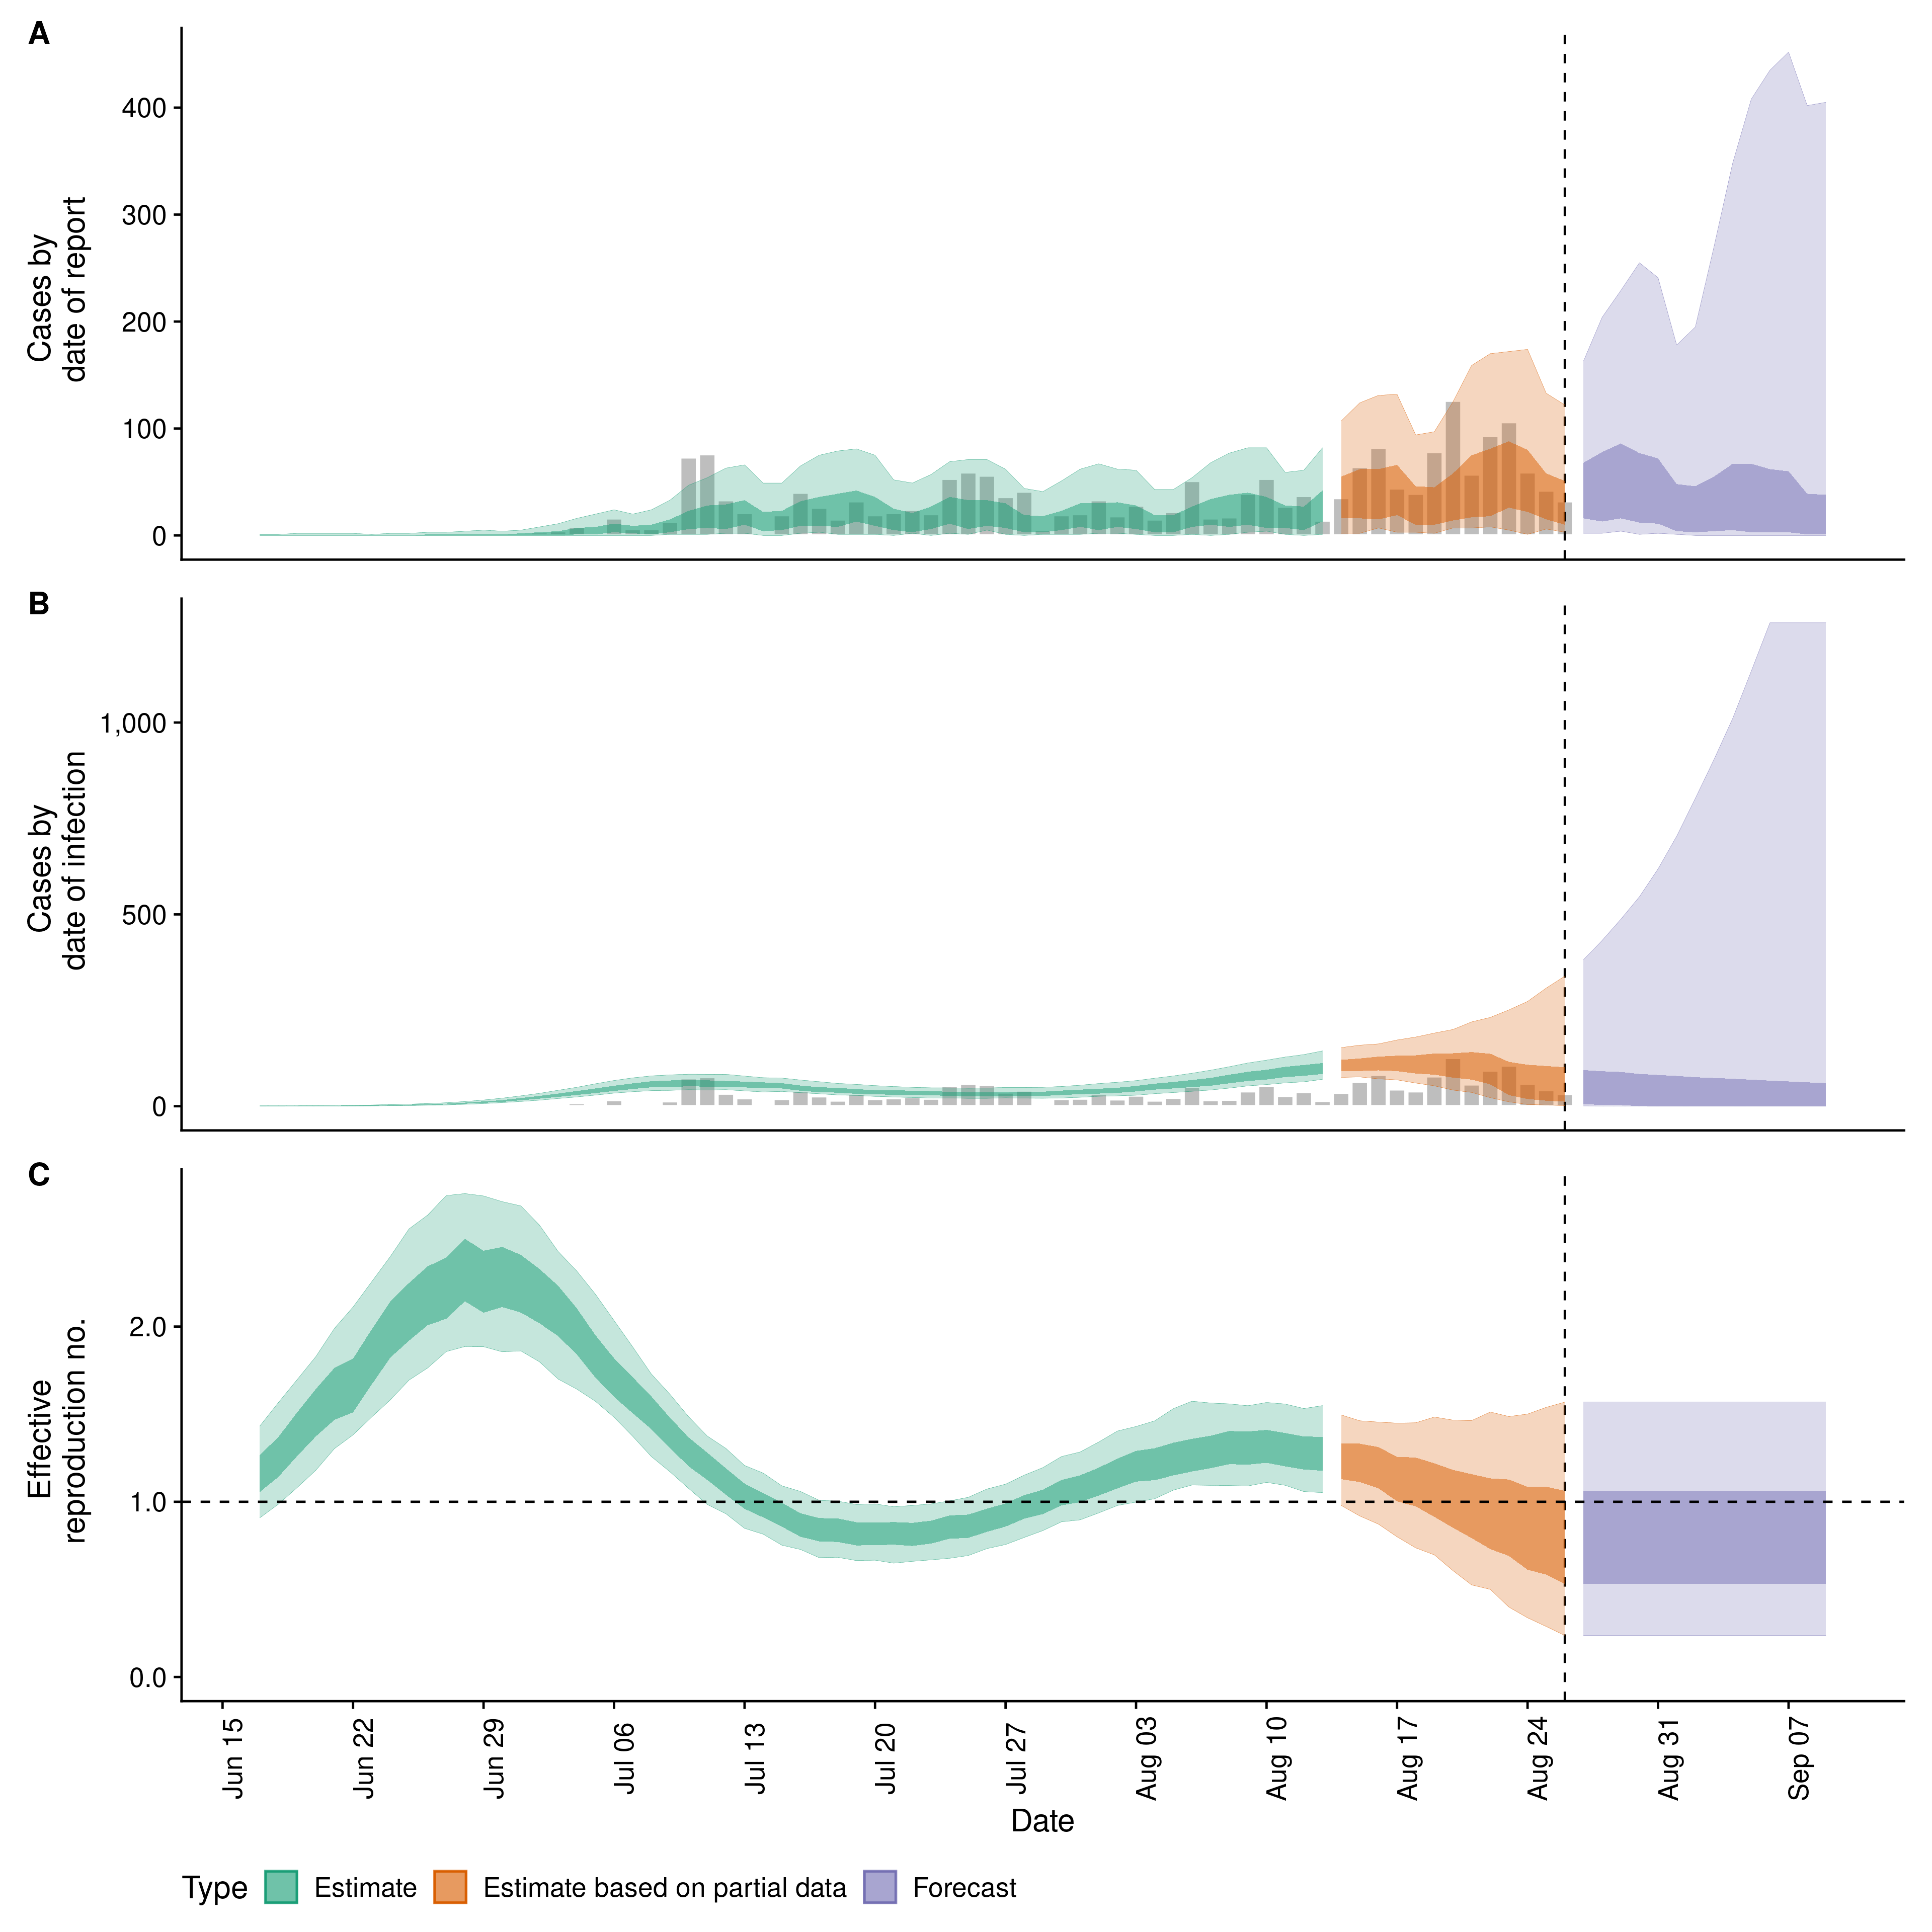 A
Cases by
date of report
400
300
200
100
0
B
Cases by
date of infection
1,000
500
0
C
Effective
reproduction no.
2.0
1.0
0.0
Jun 15
Jun 22
Jun 29
Jul 06
Jul 13
Jul 20
Jul 27
Aug 03
Aug 10
Aug 17
Aug 24
Aug 31
Sep 07
Date
Type Estimate Estimate based on partial data Forecast